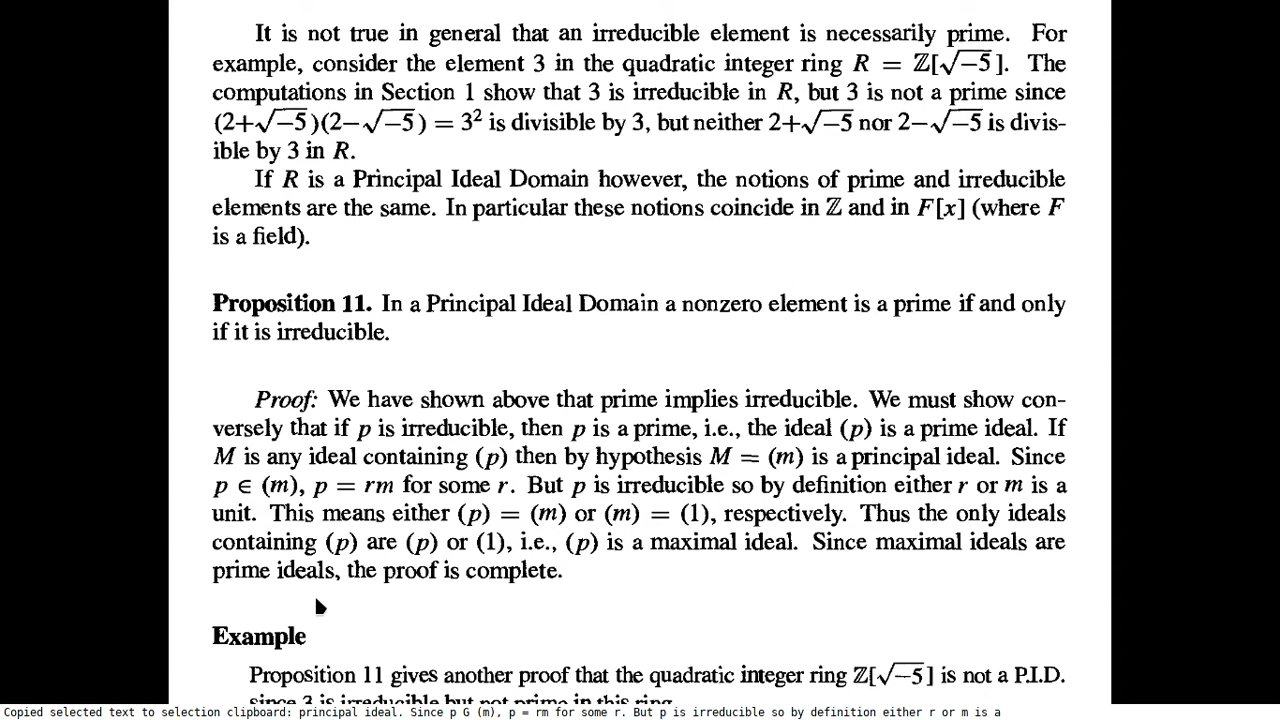 It is not true in general that an irreducible element is necessarily prime. For
example, consider the element 3 in the quadratic integer ring R = ℤ[√−5]. The
computations in Section 1 show that 3 is irreducible in R, but 3 is not a prime since
(2+√−5)(2−√−5) = 3² is divisible by 3, but neither 2+√−5 nor 2−√−5 is divis-
ible by 3 in R.
If R is a Principal Ideal Domain however, the notions of prime and irreducible
elements are the same. In particular these notions coincide in ℤ and in F[x] (where F
is a field).
Proposition 11. In a Principal Ideal Domain a nonzero element is a prime if and only
if it is irreducible.
Proof: We have shown above that prime implies irreducible. We must show con-
versely that if p is irreducible, then p is a prime, i.e., the ideal (p) is a prime ideal. If
M is any ideal containing (p) then by hypothesis M = (m) is a principal ideal. Since
p ∈ (m), p = rm for some r. But p is irreducible so by definition either r or m is a
unit. This means either (p) = (m) or (m) = (1), respectively. Thus the only ideals
containing (p) are (p) or (1), i.e., (p) is a maximal ideal. Since maximal ideals are
prime ideals, the proof is complete.
Example
Proposition 11 gives another proof that the quadratic integer ring ℤ[√−5] is not a P.I.D.
since 3 is irreducible but not prime in this ring.
Copied selected text to selection clipboard: principal ideal. Since p G (m), p = rm for some r. But p is irreducible so by definition either r or m is a